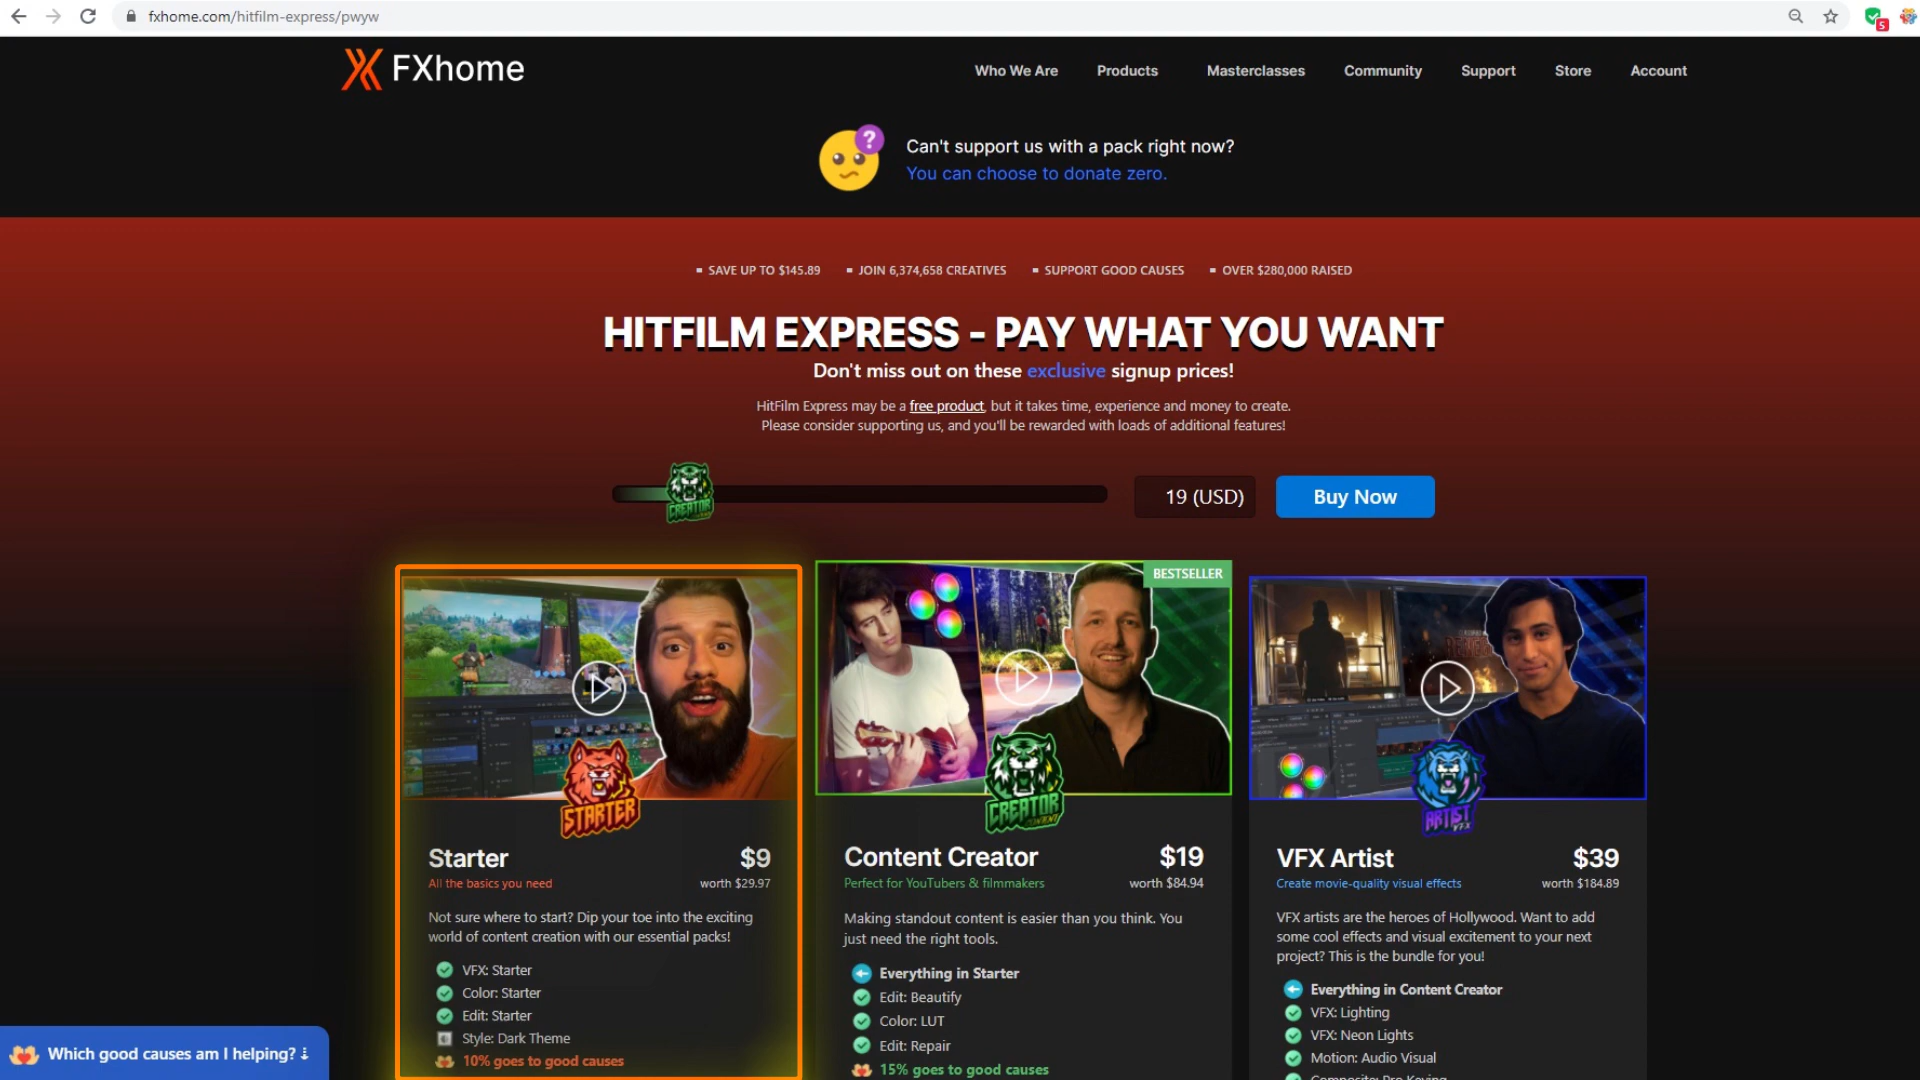 fxhome.com/hitfilm-express/pwyw
5
FXhome
Who We Are
Products
Masterclasses
Community
Support
Store
Account
?
Can't support us with a pack right now?
You can choose to donate zero.
SAVE UP TO $145.89
JOIN 6,374,658 CREATIVES
SUPPORT GOOD CAUSES
OVER $280,000 RAISED
HITFILM EXPRESS - PAY WHAT YOU WANT
Don't miss out on these exclusive signup prices!
HitFilm Express may be a free product, but it takes time, experience and money to create.
Please consider supporting us, and you'll be rewarded with loads of additional features!
CREATOR
19 (USD)
Buy Now
STARTER
Starter
$9
All the basics you need
worth $29.97
Not sure where to start? Dip your toe into the exciting
world of content creation with our essential packs!
VFX: Starter
Color: Starter
Edit: Starter
Style: Dark Theme
10% goes to good causes
BESTSELLER
CREATOR
CONTENT
Content Creator
$19
Perfect for YouTubers & filmmakers
worth $84.94
Making standout content is easier than you think. You
just need the right tools.
Everything in Starter
Edit: Beautify
Color: LUT
Edit: Repair
15% goes to good causes
ARTIST
VFX
VFX Artist
$39
Create movie-quality visual effects
worth $184.89
VFX artists are the heroes of Hollywood. Want to add
some cool effects and visual excitement to your next
project? This is the bundle for you!
Everything in Content Creator
VFX: Lighting
VFX: Neon Lights
Motion: Audio Visual
Composite: Pro Keying
Which good causes am I helping?